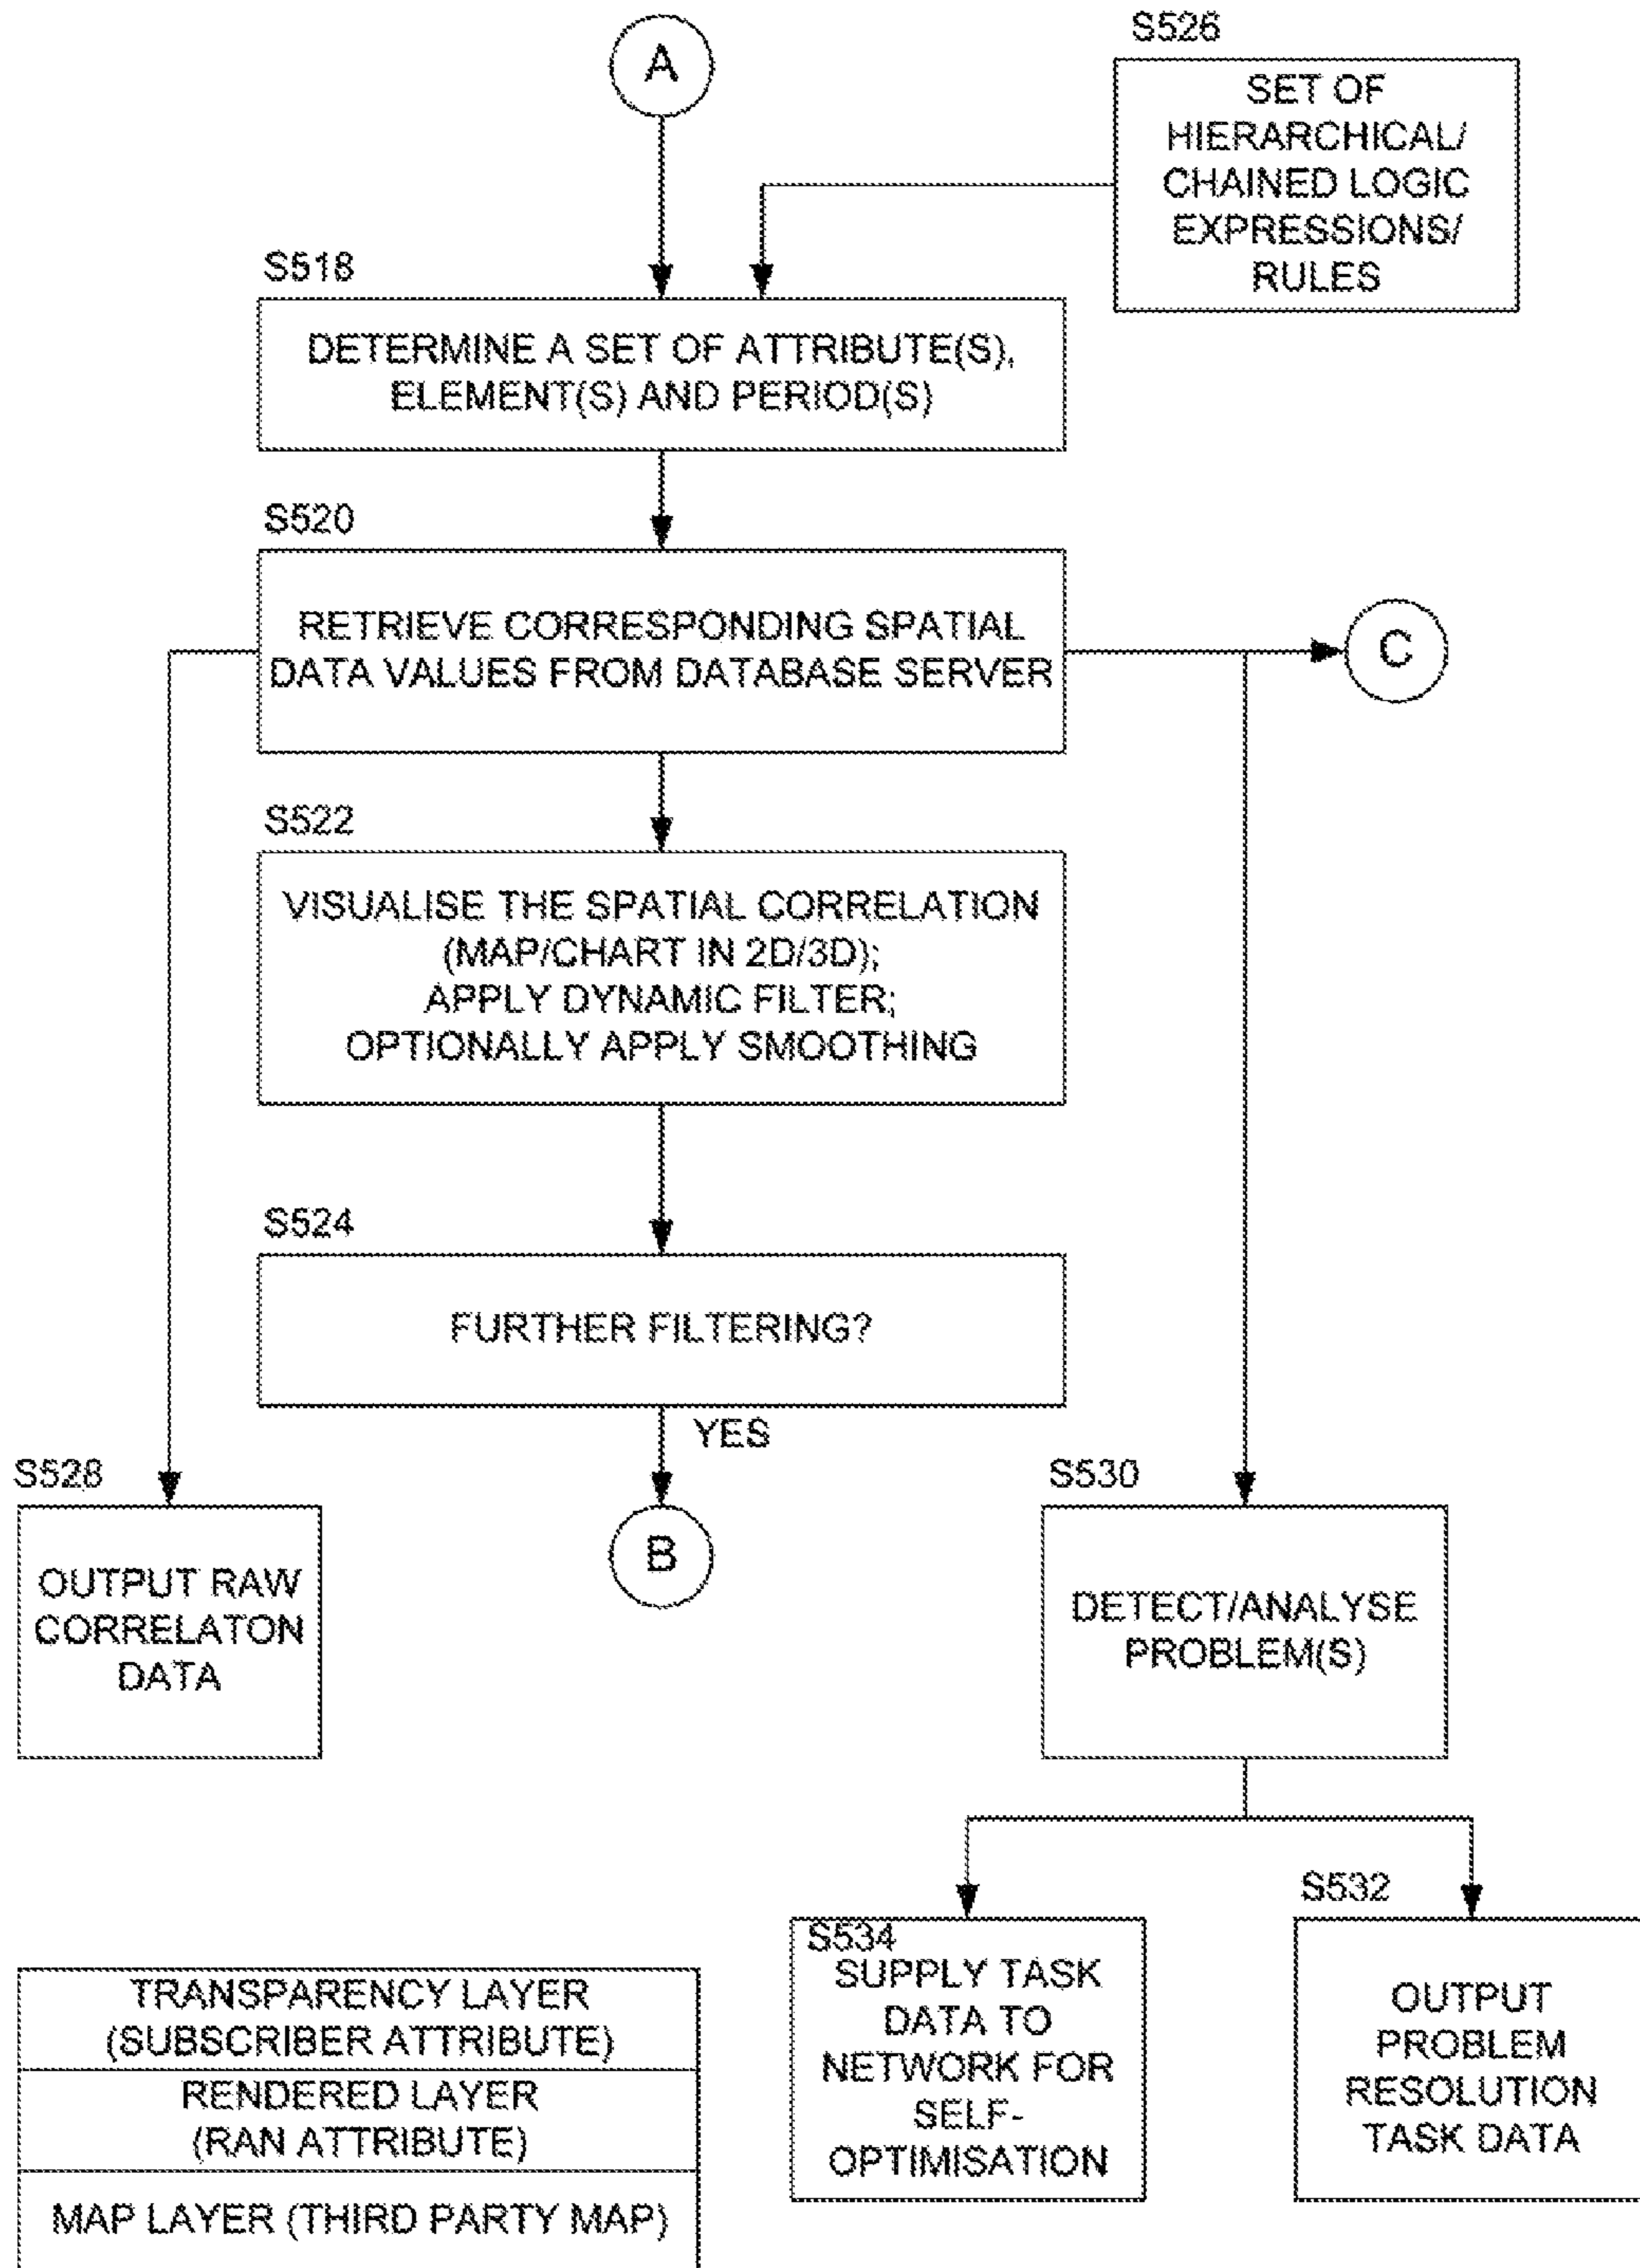 A
S526
SET OF
HIERARCHICAL/
CHAINED LOGIC
EXPRESSIONS/
RULES
S518
DETERMINE A SET OF ATTRIBUTE(S),
ELEMENT(S) AND PERIOD(S)
S520
RETRIEVE CORRESPONDING SPATIAL
DATA VALUES FROM DATABASE SERVER
C
S522
VISUALISE THE SPATIAL CORRELATION
(MAP/CHART IN 2D/3D);
APPLY DYNAMIC FILTER;
OPTIONALLY APPLY SMOOTHING
S524
FURTHER FILTERING?
YES
B
S528
OUTPUT RAW
CORRELATON
DATA
S530
DETECT/ANALYSE
PROBLEM(S)
S534
SUPPLY TASK
DATA TO
NETWORK FOR
SELF-
OPTIMISATION
S532
OUTPUT
PROBLEM
RESOLUTION
TASK DATA
TRANSPARENCY LAYER
(SUBSCRIBER ATTRIBUTE)
RENDERED LAYER
(RAN ATTRIBUTE)
MAP LAYER (THIRD PARTY MAP)